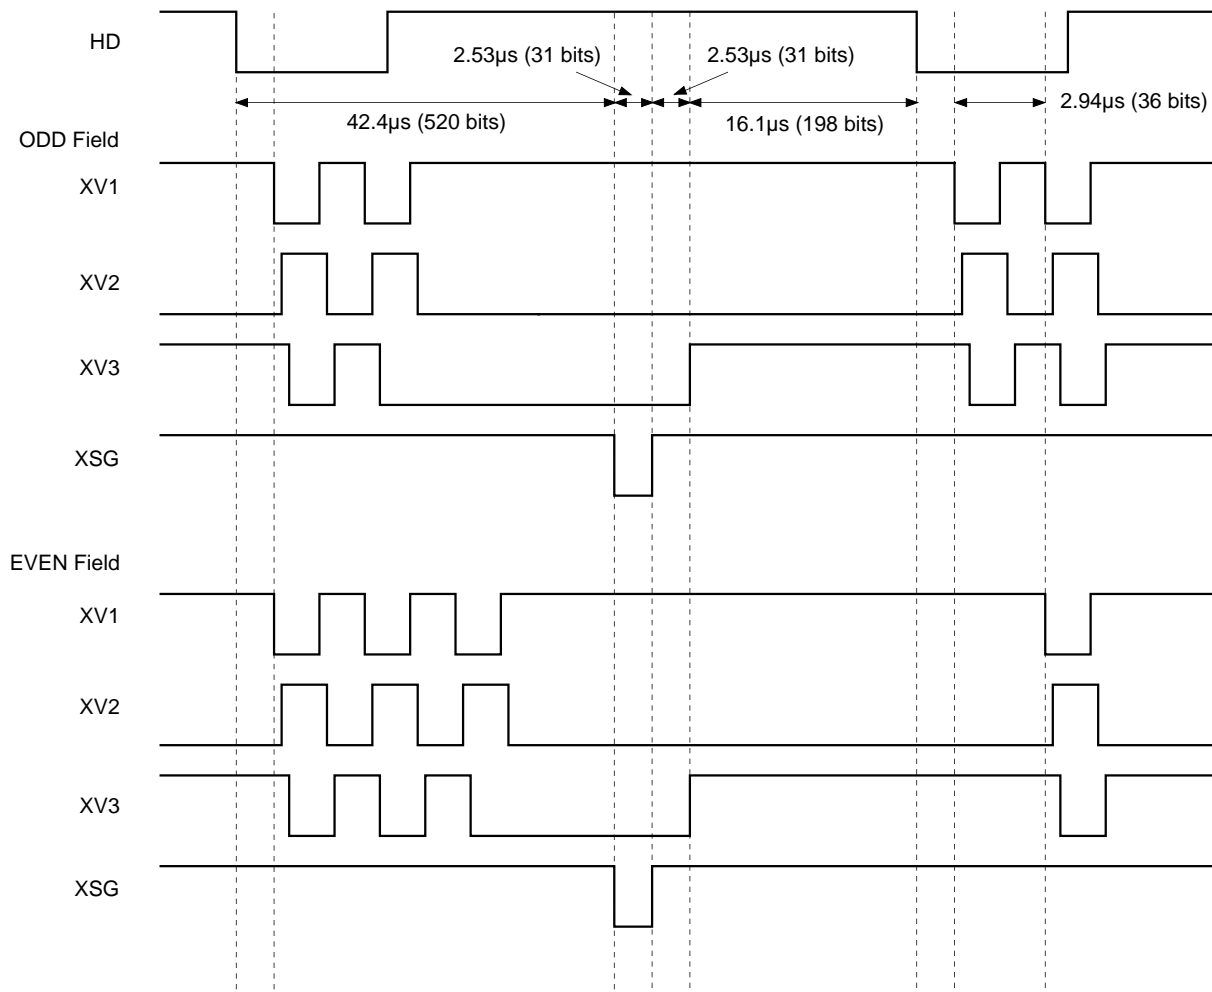 HD
2.53μs (31 bits)
2.53μs (31 bits)
42.4μs (520 bits)
16.1μs (198 bits)
2.94μs (36 bits)
ODD Field
XV1
XV2
XV3
XSG
EVEN Field
XV1
XV2
XV3
XSG